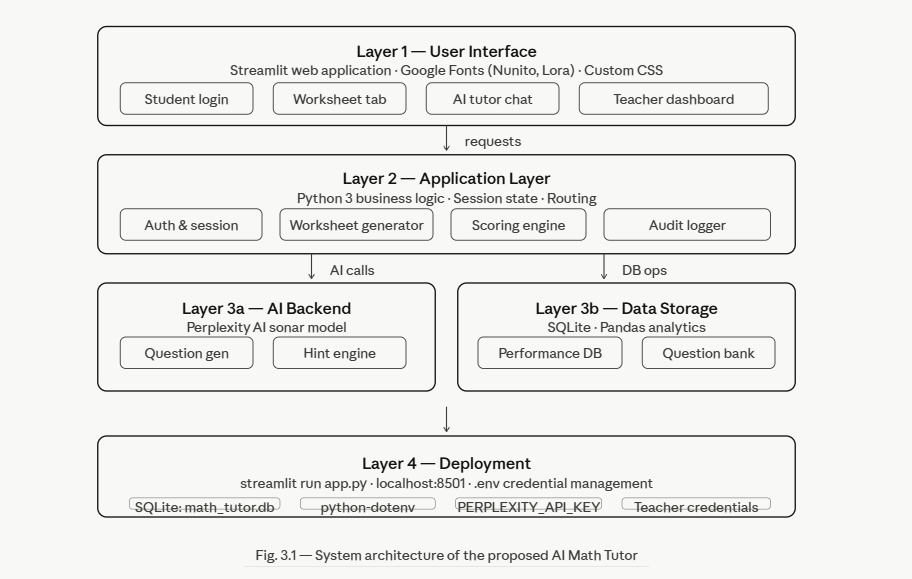 Layer 1 — User Interface
Streamlit web application · Google Fonts (Nunito, Lora) · Custom CSS
Student login
Worksheet tab
AI tutor chat
Teacher dashboard
requests
Layer 2 — Application Layer
Python 3 business logic · Session state · Routing
Auth & session
Worksheet generator
Scoring engine
Audit logger
AI calls
DB ops
Layer 3a — AI Backend
Perplexity AI sonar model
Question gen
Hint engine
Layer 3b — Data Storage
SQLite · Pandas analytics
Performance DB
Question bank
Layer 4 — Deployment
streamlit run app.py · localhost:8501 · .env credential management
SQLite: math_tutor.db
python-dotenv
PERPLEXITY_API_KEY
Teacher credentials
Fig. 3.1 — System architecture of the proposed AI Math Tutor